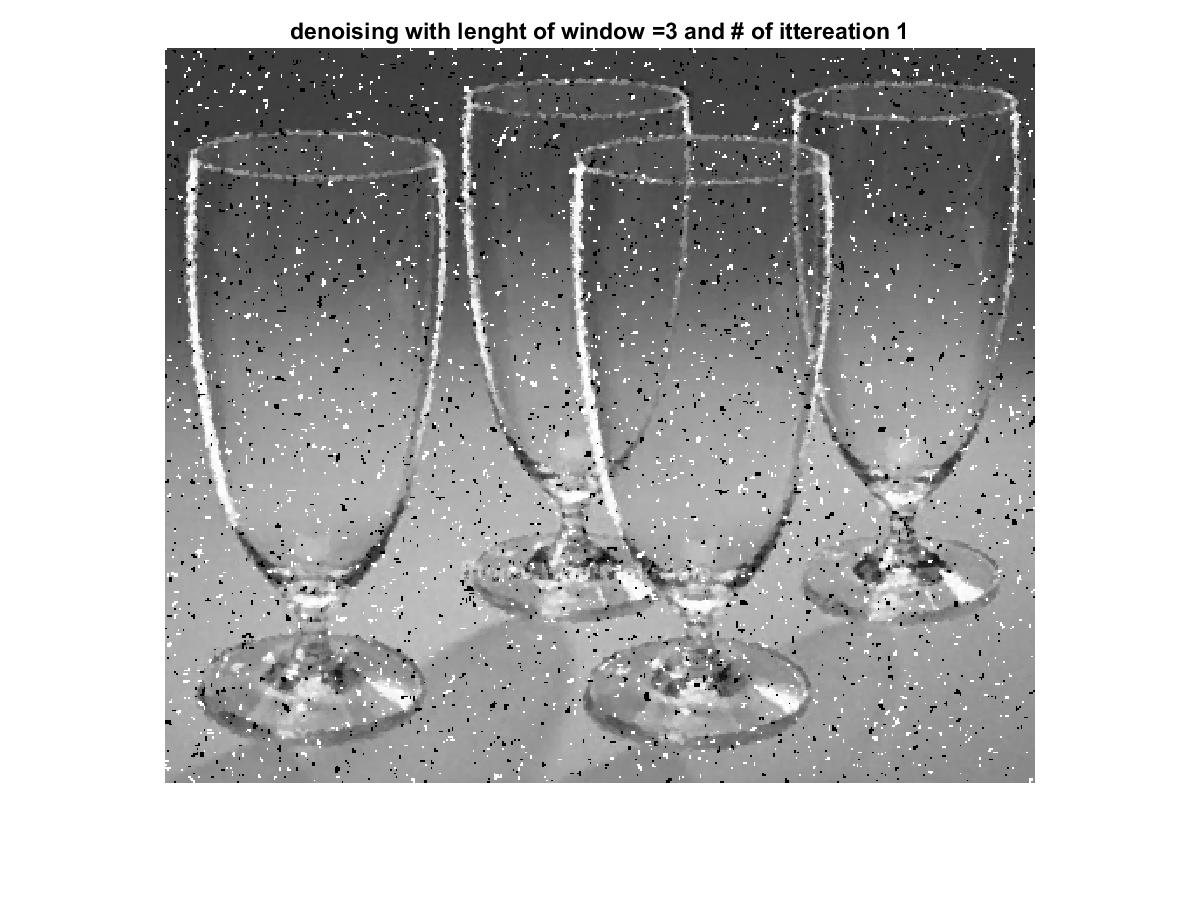 denoising with lenght of window =3 and # of ittereation 1